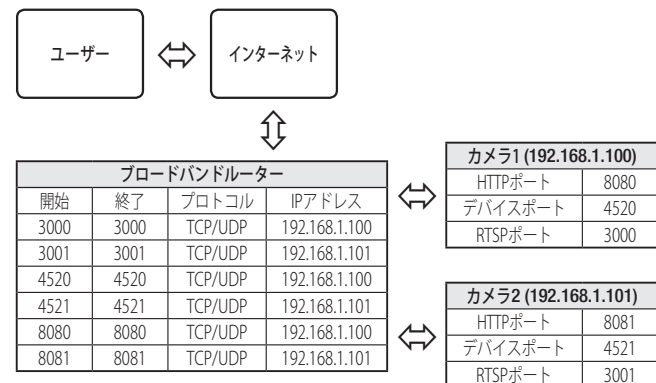 ユーザー
インターネット
ブロードバンドルーター
開始 終了 プロトコル IPアドレス
3000 3000 TCP/UDP 192.168.1.100
3001 3001 TCP/UDP 192.168.1.101
4520 4520 TCP/UDP 192.168.1.100
4521 4521 TCP/UDP 192.168.1.101
8080 8080 TCP/UDP 192.168.1.100
8081 8081 TCP/UDP 192.168.1.101
カメラ1 (192.168.1.100)
HTTPポート 8080
デバイスポート 4520
RTSPポート 3000
カメラ2 (192.168.1.101)
HTTPポート 8081
デバイスポート 4521
RTSPポート 3001